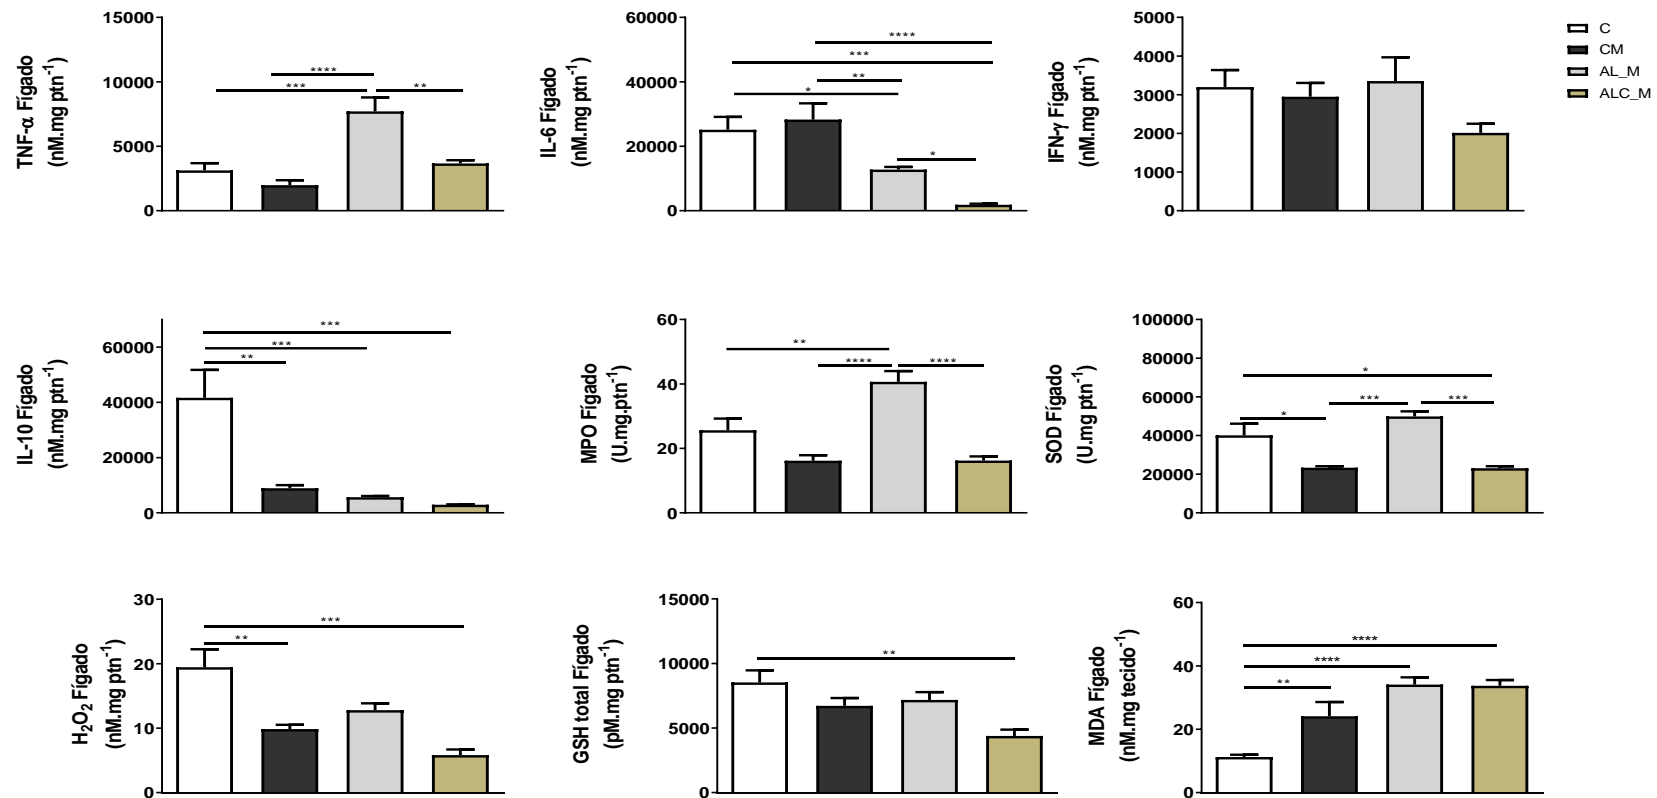 TNF-α Fígado
(nM.mg ptn⁻¹)
15000
10000
5000
0
****
***
**
IL-6 Fígado
(nM.mg ptn⁻¹)
60000
40000
20000
0
****
***
**
*
*
IFN-γ Fígado
(nM.mg ptn⁻¹)
5000
4000
3000
2000
1000
0
C
CM
AL_M
ALC_M
IL-10 Fígado
(nM.mg ptn⁻¹)
60000
40000
20000
0
***
***
**
MPO Fígado
(U.mg.ptn⁻¹)
60
40
20
0
**
****
****
SOD Fígado
(U.mg ptn⁻¹)
100000
80000
60000
40000
20000
0
*
***
***
*
H₂O₂ Fígado
(nM.mg ptn⁻¹)
30
20
10
0
***
**
GSH total Fígado
(pM.mg ptn⁻¹)
15000
10000
5000
0
**
MDA Fígado
(nM.mg tecido⁻¹)
60
40
20
0
****
****
**